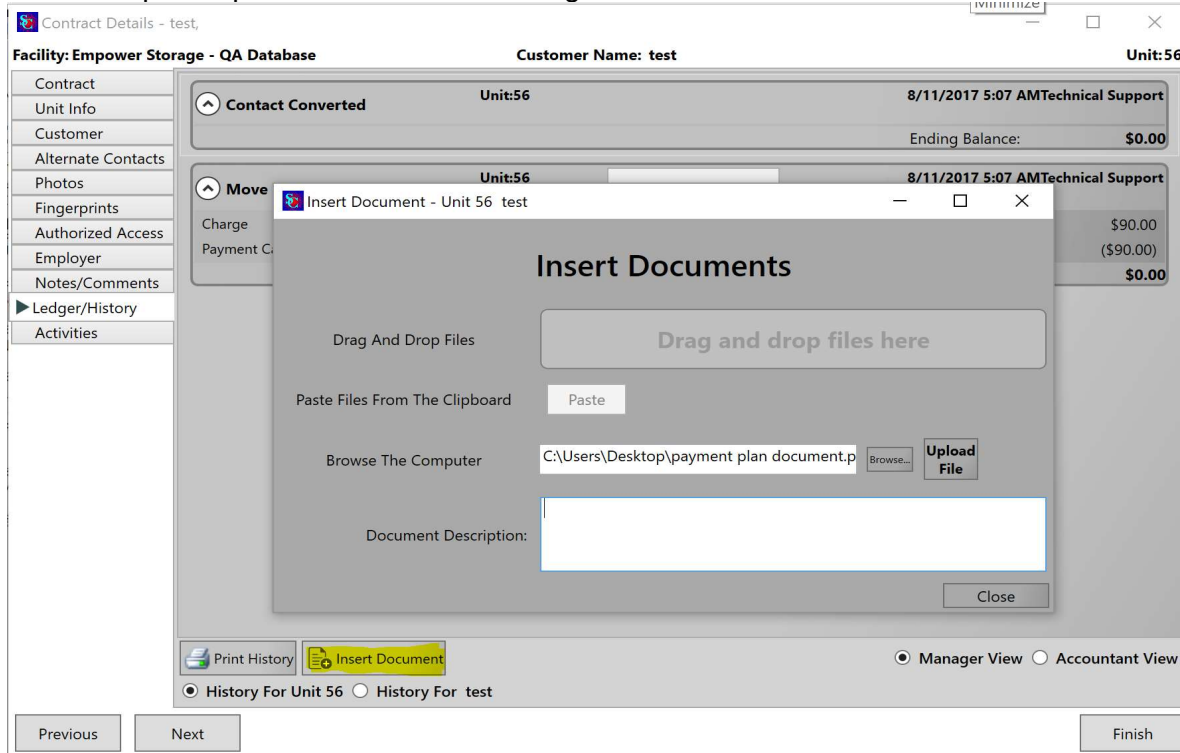 Minimize
Contract Details - test,
Facility: Empower Storage - QA Database Customer Name: test Unit:56
Contract
Unit Info
Customer
Alternate Contacts
Photos
Fingerprints
Authorized Access
Employer
Notes/Comments
Ledger/History
Activities
Contact Converted Unit:56 8/11/2017 5:07 AMTechnical Support
Ending Balance: $0.00
Move Unit:56 8/11/2017 5:07 AMTechnical Support
Charge $90.00
Payment ($90.00)
$0.00
Insert Document - Unit 56 test
Insert Documents
Drag And Drop Files Drag and drop files here
Paste Files From The Clipboard Paste
Browse The Computer C:\Users\Desktop\payment plan document.p Browse... Upload File
Document Description:
Close
Print History Insert Document Manager View Accountant View
History For Unit 56 History For test
Previous Next Finish